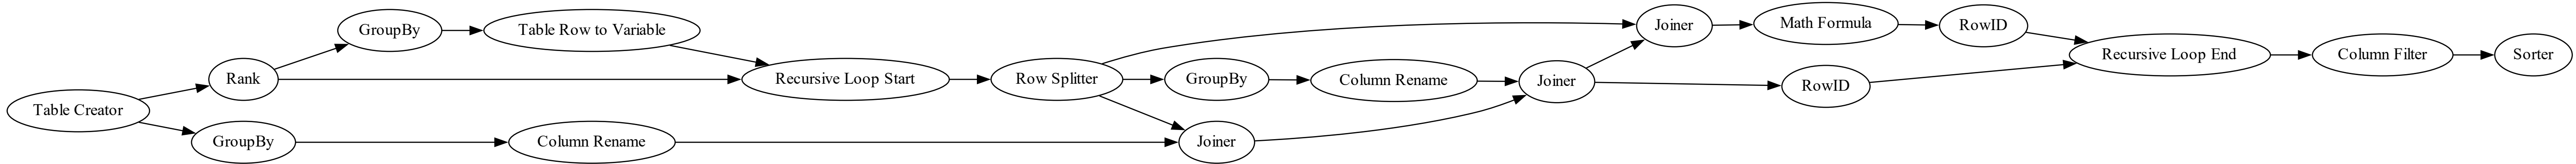 Table Creator
Rank
GroupBy
GroupBy
Table Row to Variable
Column Rename
Recursive Loop Start
Row Splitter
GroupBy
Joiner
Column Rename
Joiner
Joiner
Math Formula
RowID
RowID
Recursive Loop End
Column Filter
Sorter